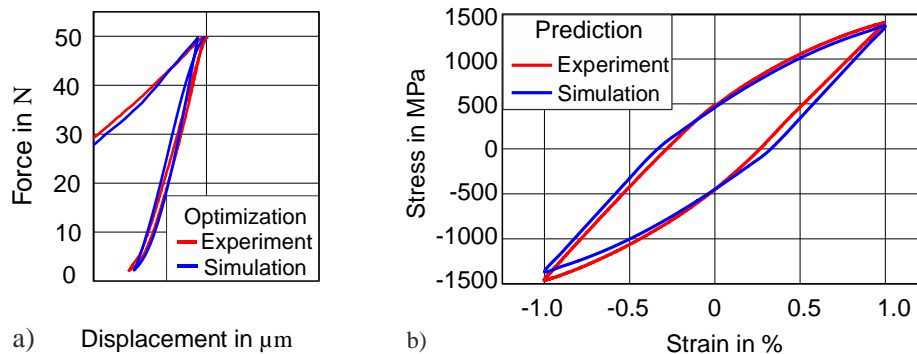 50
40
30
20
10
0
Force in N
Optimization
Experiment
Simulation
a) Displacement in µm
1500
1000
500
0
-500
-1000
-1500
Stress in MPa
Prediction
Experiment
Simulation
-1.0 -0.5 0 0.5 1.0
b) Strain in %